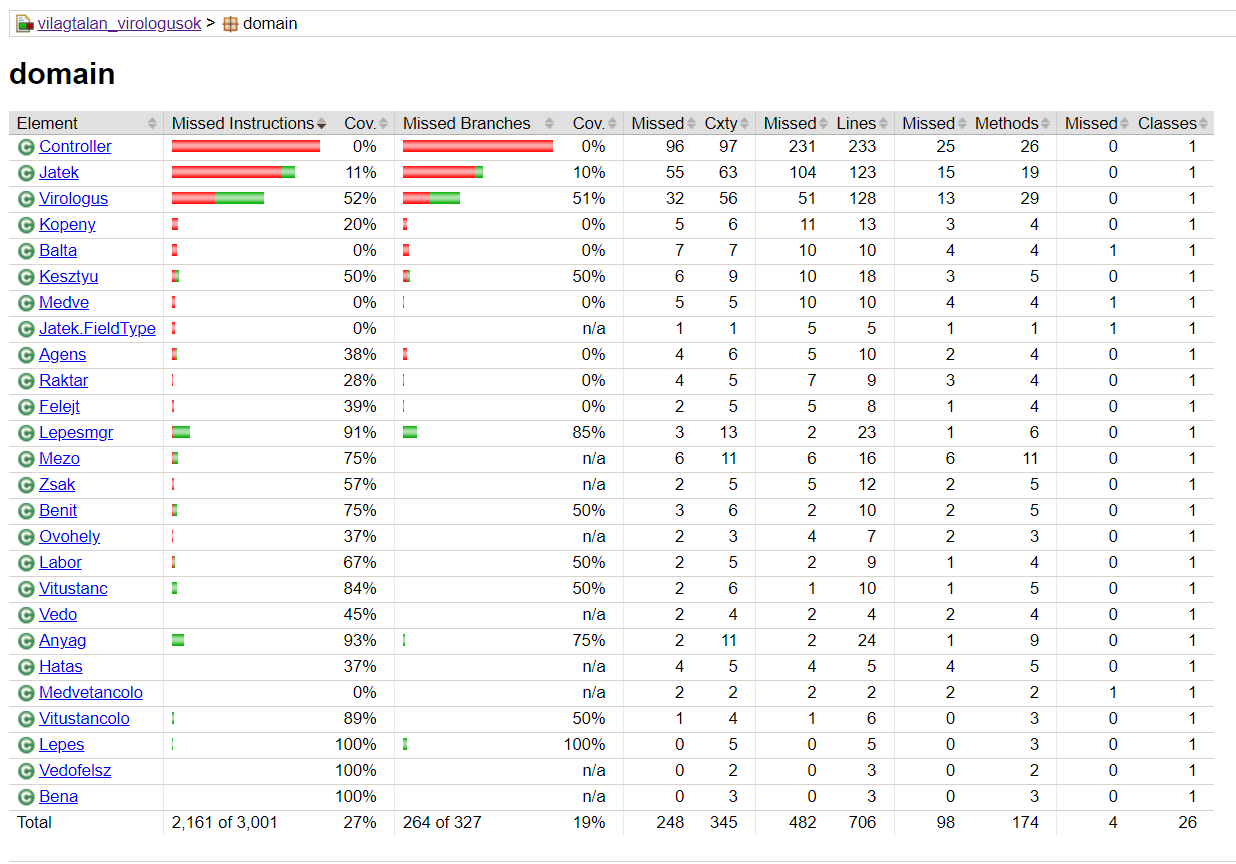 vilagtalan_virologusok > domain
domain
Element Missed Instructions Cov. Missed Branches Cov. Missed Cxty Missed Lines Missed Methods Missed Classes
Controller 0% 0% 96 97 231 233 25 26 0 1
Jatek 11% 10% 55 63 104 123 15 19 0 1
Virologus 52% 51% 32 56 51 128 13 29 0 1
Kopeny 20% 0% 5 6 11 13 3 4 0 1
Balta 0% 0% 7 7 10 10 4 4 1 1
Kesztyu 50% 50% 6 9 10 18 3 5 0 1
Medve 0% 0% 5 5 10 10 4 4 1 1
Jatek.FieldType 0% n/a 1 1 5 5 1 1 1 1
Agens 38% 0% 4 6 5 10 2 4 0 1
Raktar 28% 0% 4 5 7 9 3 4 0 1
Felejt 39% 0% 2 5 5 8 1 4 0 1
Lepesmgr 91% 85% 3 13 2 23 1 6 0 1
Mezo 75% n/a 6 11 6 16 6 11 0 1
Zsak 57% n/a 2 5 5 12 2 5 0 1
Benit 75% 50% 3 6 2 10 2 5 0 1
Ovohely 37% n/a 2 3 4 7 2 3 0 1
Labor 67% 50% 2 5 2 9 1 4 0 1
Vitustanc 84% 50% 2 6 1 10 1 5 0 1
Vedo 45% n/a 2 4 2 4 2 4 0 1
Anyag 93% 75% 2 11 2 24 1 9 0 1
Hatas 37% n/a 4 5 4 5 4 5 0 1
Medvetancolo 0% n/a 2 2 2 2 2 2 1 1
Vitustancolo 89% 50% 1 4 1 6 0 3 0 1
Lepes 100% 100% 0 5 0 5 0 3 0 1
Vedofelsz 100% n/a 0 2 0 3 0 2 0 1
Bena 100% n/a 0 3 0 3 0 3 0 1
Total 2,161 of 3,001 27% 264 of 327 19% 248 345 482 706 98 174 4 26